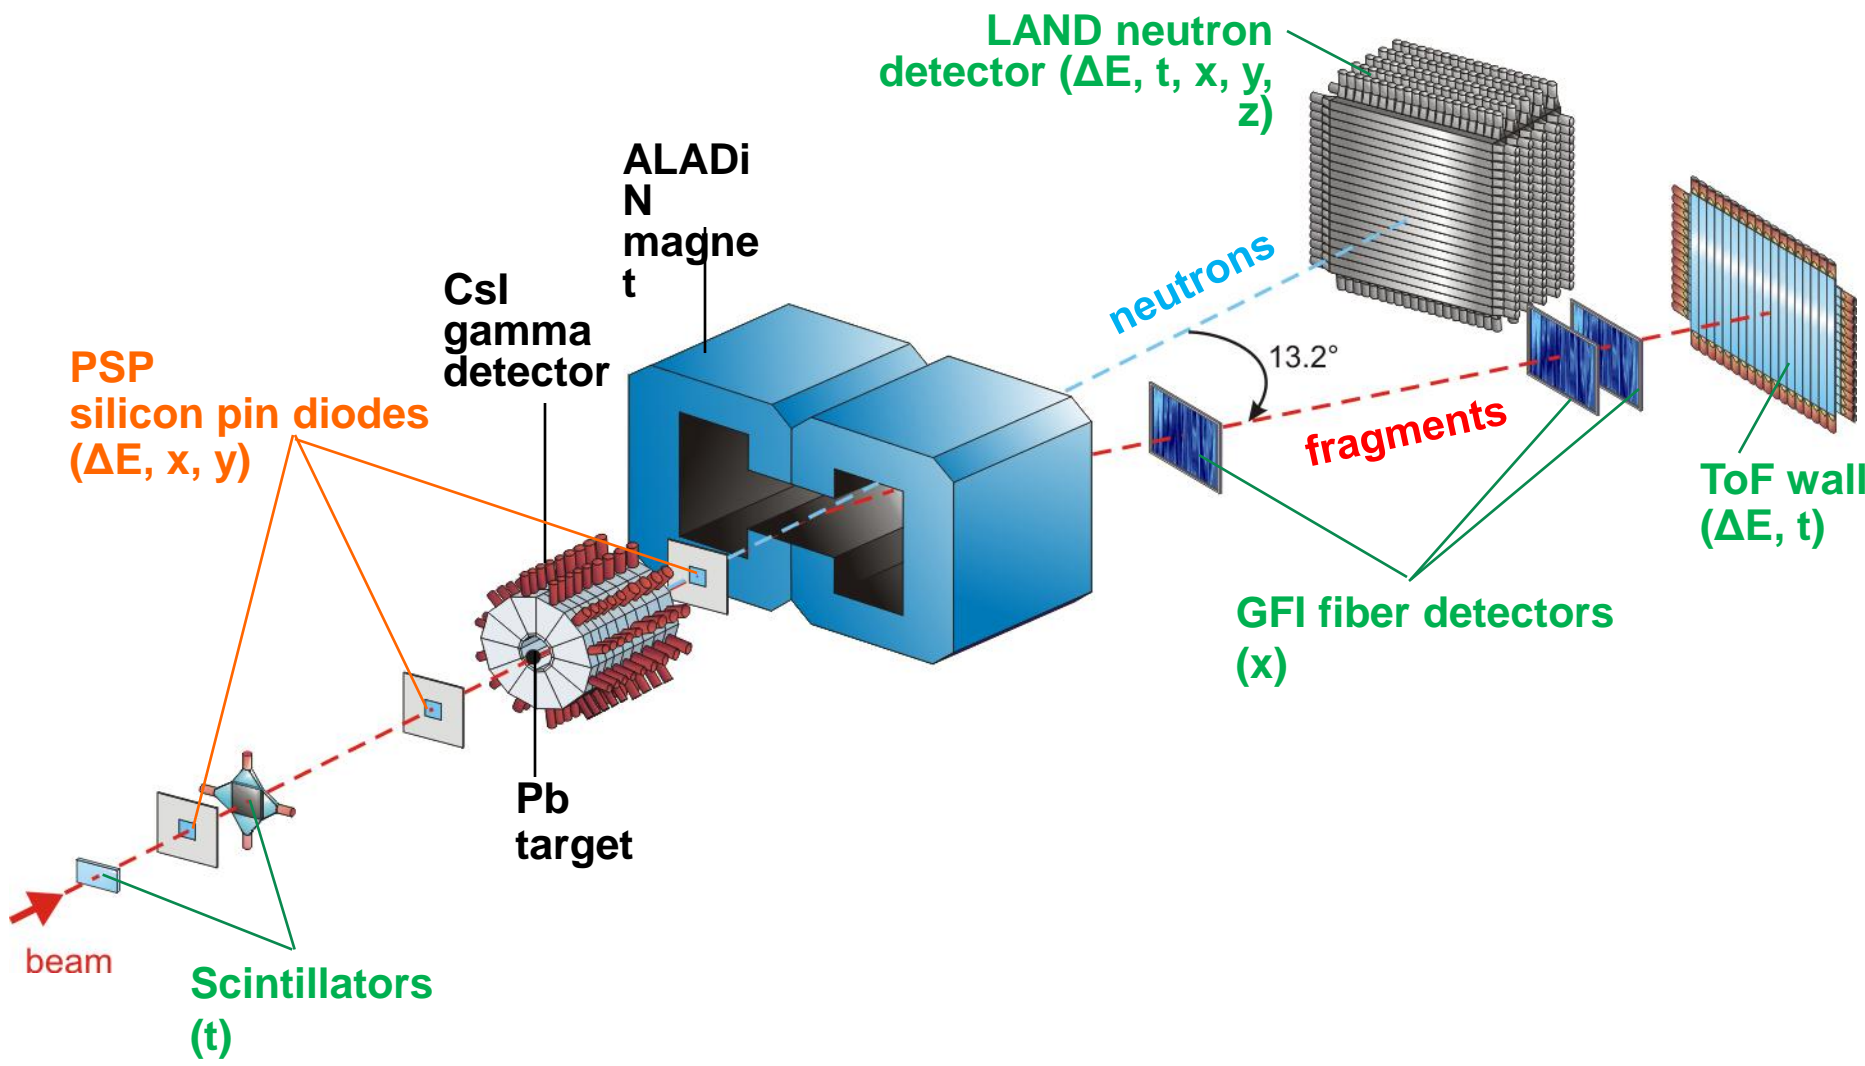 LAND neutron
detector (ΔE, t, x, y,
z)
ALADi
N
magne
t
CsI
gamma
detector
PSP
silicon pin diodes
(ΔE, x, y)
neutrons
13.2°
fragments
ToF wall
(ΔE, t)
GFI fiber detectors
(x)
Pb
target
beam
Scintillators
(t)